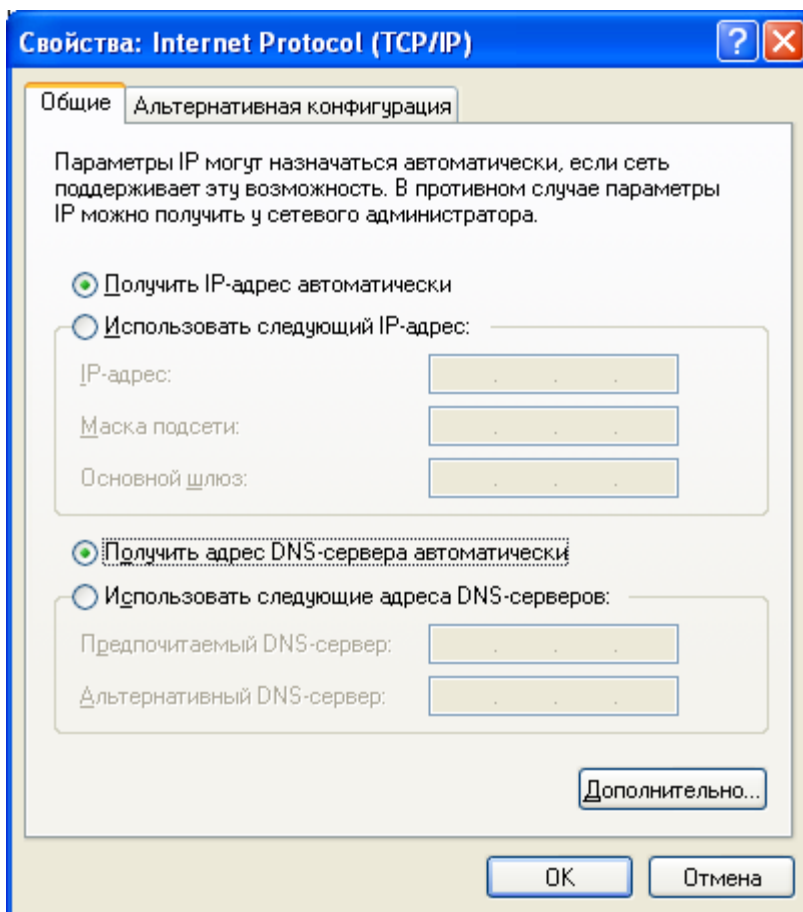 Свойства: Internet Protocol (TCP/IP)
Общие
Альтернативная конфигурация
Параметры IP могут назначаться автоматически, если сеть
поддерживает эту возможность. В противном случае параметры
IP можно получить у сетевого администратора.
Получить IP-адрес автоматически
Использовать следующий IP-адрес:
IP-адрес:
Маска подсети:
Основной шлюз:
Получить адрес DNS-сервера автоматически
Использовать следующие адреса DNS-серверов:
Предпочитаемый DNS-сервер:
Альтернативный DNS-сервер:
Дополнительно...
OK
Отмена